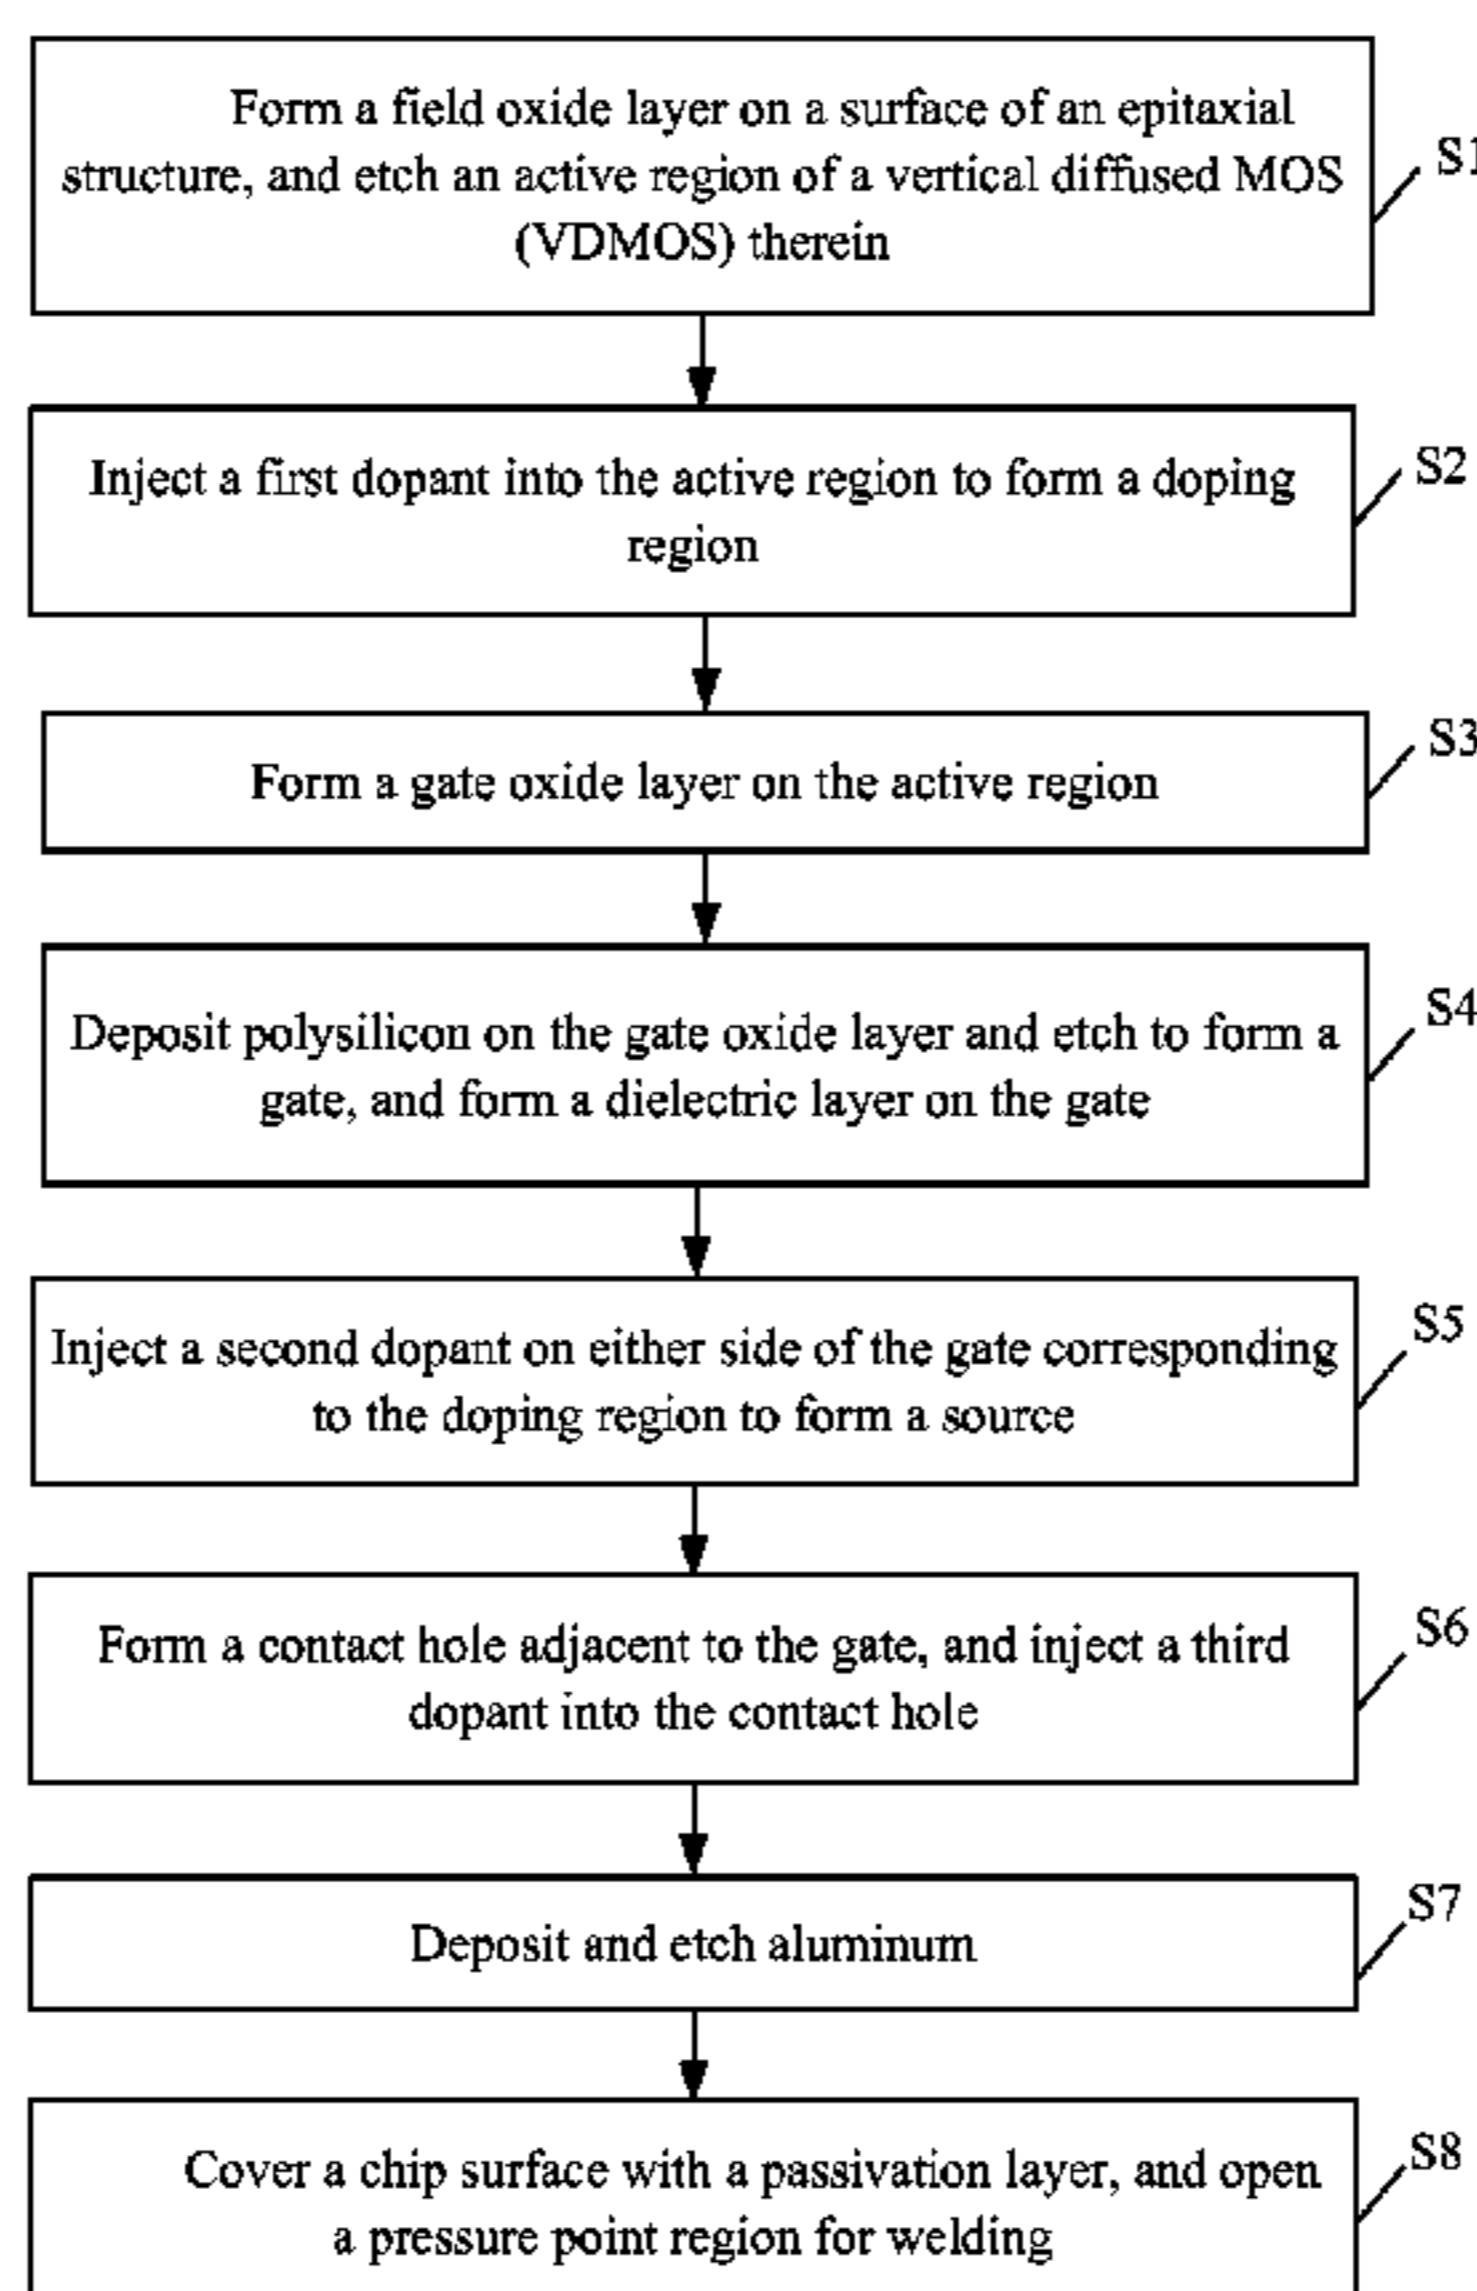 Form a field oxide layer on a surface of an epitaxial
structure, and etch an active region of a vertical diffused MOS
(VDMOS) therein
S1
Inject a first dopant into the active region to form a doping
region
S2
Form a gate oxide layer on the active region
S3
Deposit polysilicon on the gate oxide layer and etch to form a
gate, and form a dielectric layer on the gate
S4
Inject a second dopant on either side of the gate corresponding
to the doping region to form a source
S5
Form a contact hole adjacent to the gate, and inject a third
dopant into the contact hole
S6
Deposit and etch aluminum
S7
Cover a chip surface with a passivation layer, and open
a pressure point region for welding
S8